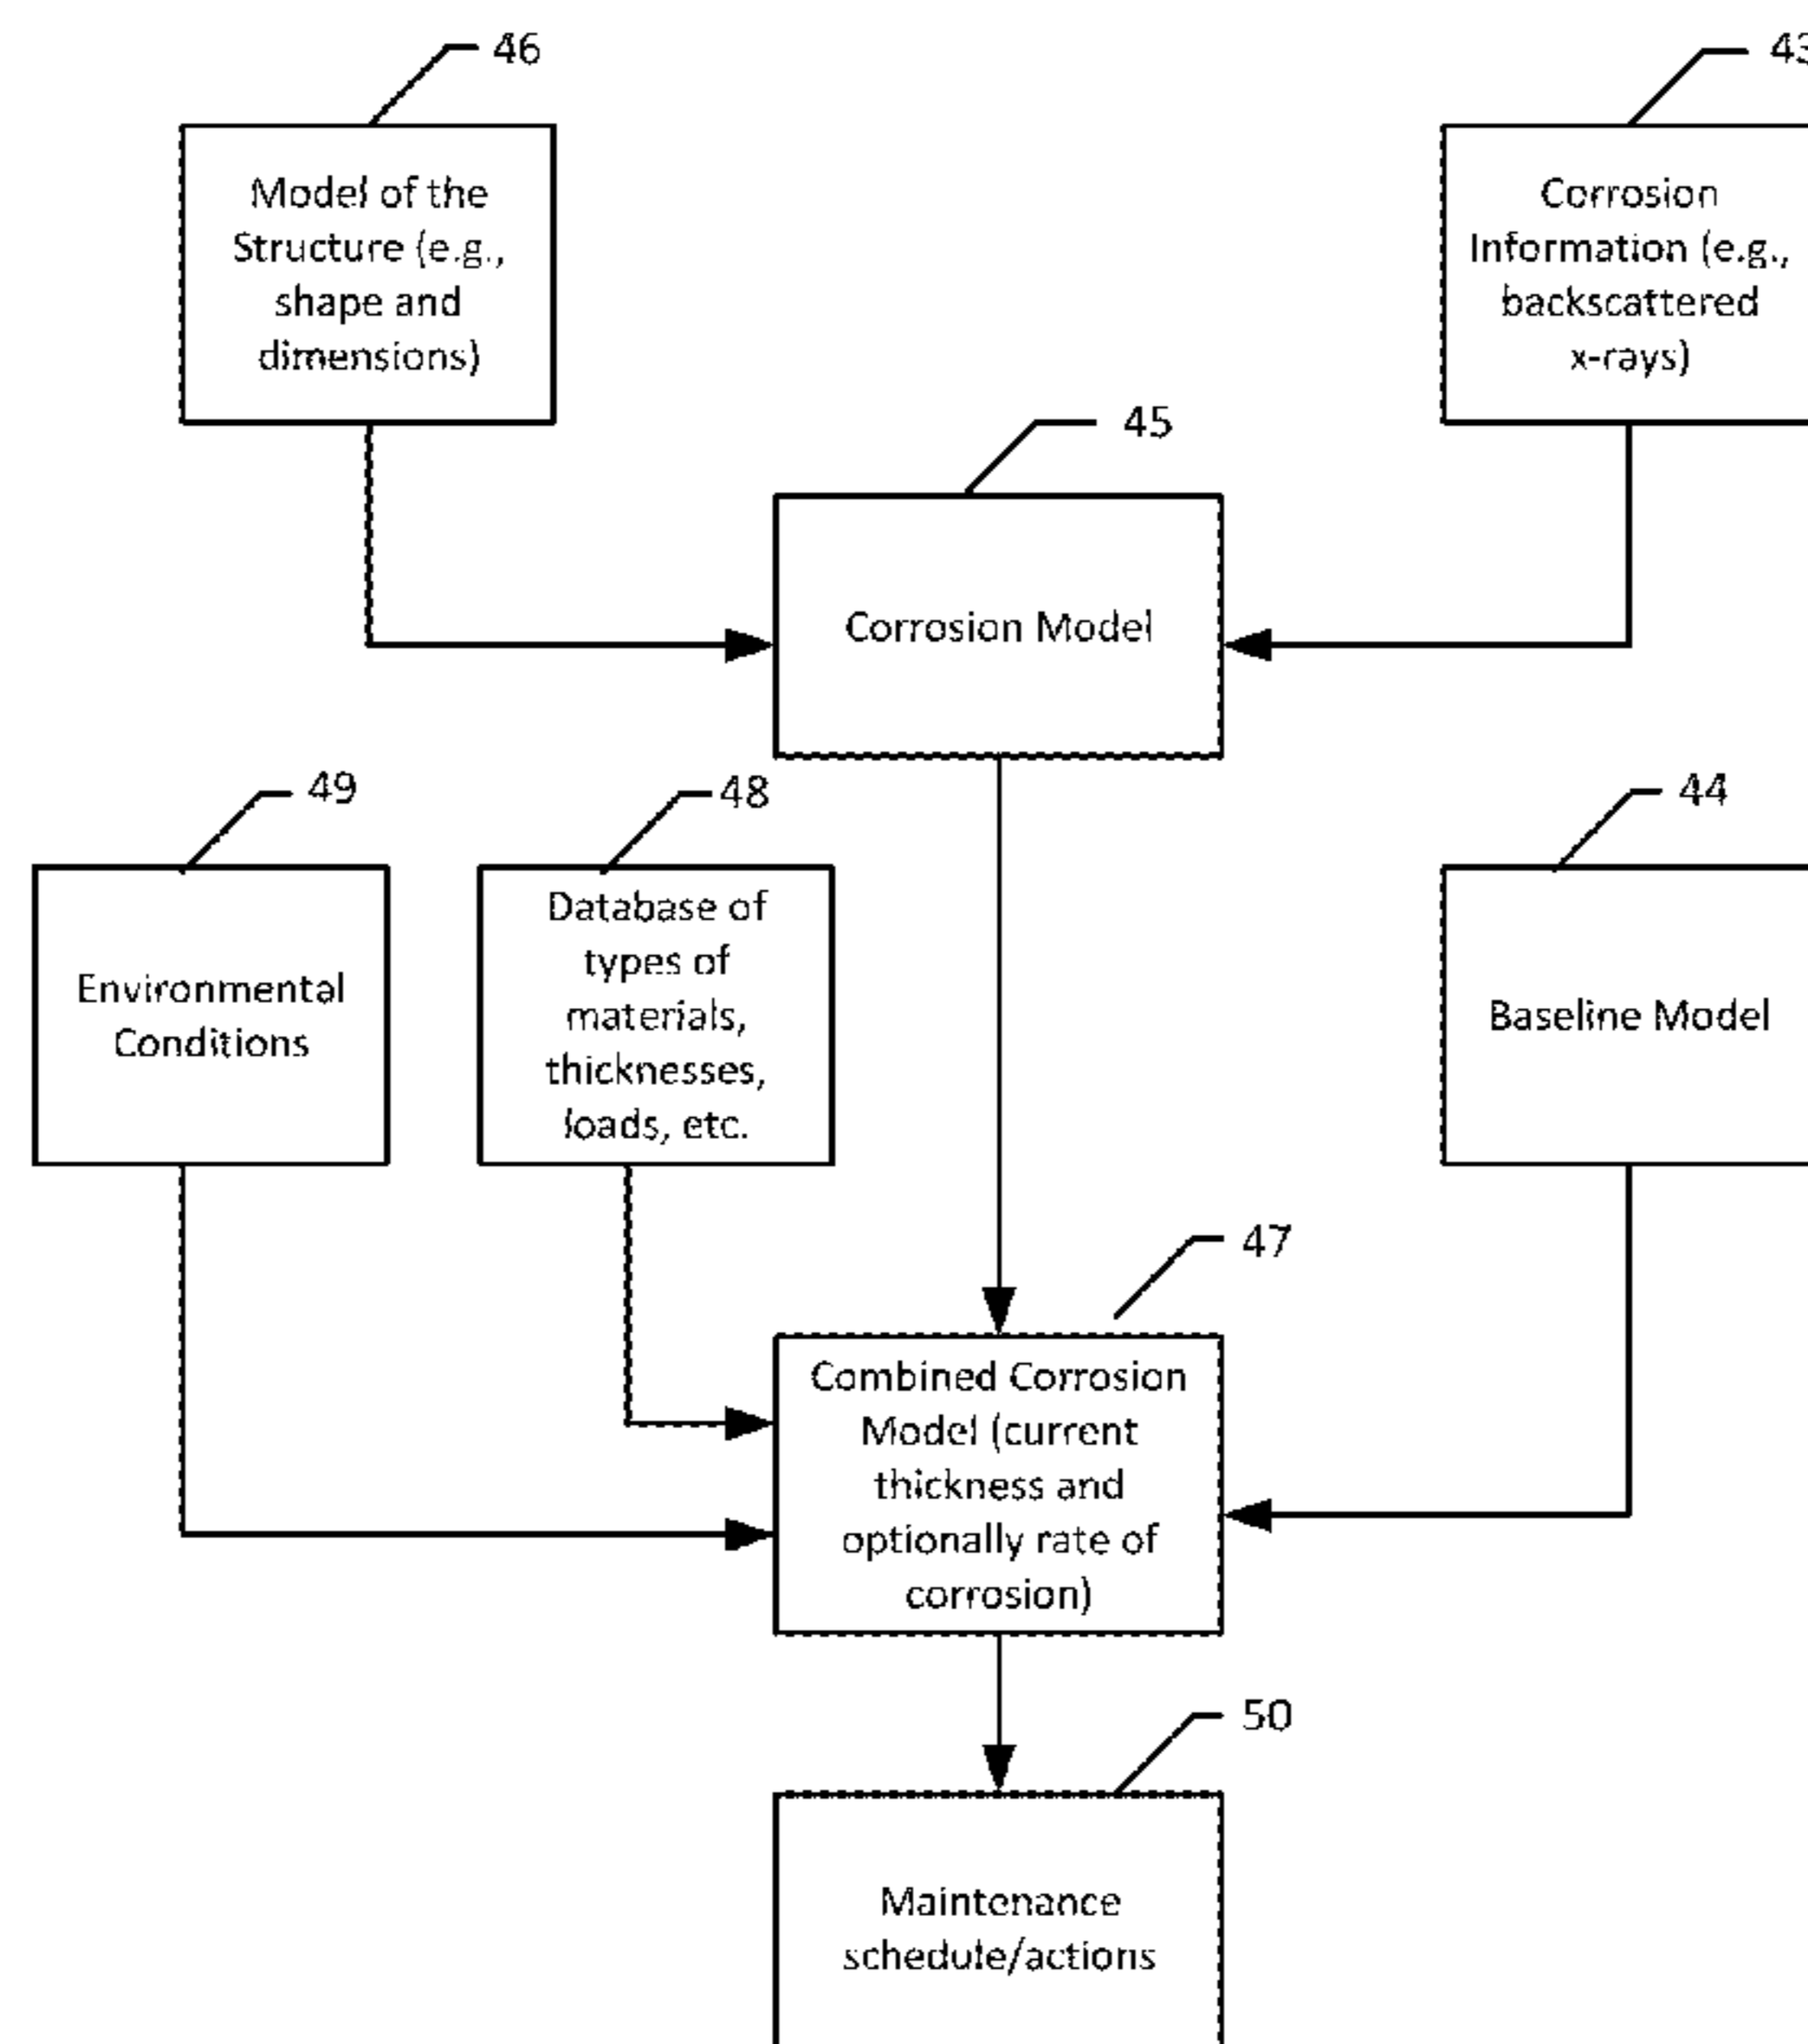 46
43
Model of the
Structure (e.g.,
shape and
dimensions)
Corrosion
Information (e.g.,
backscattered
x-rays)
45
Corrosion Model
49
48
44
Environmental
Conditions
Database of
types of
materials,
thicknesses,
loads, etc.
Baseline Model
47
Combined Corrosion
Model (current
thickness and
optionally rate of
corrosion)
50
Maintenance
schedule/actions